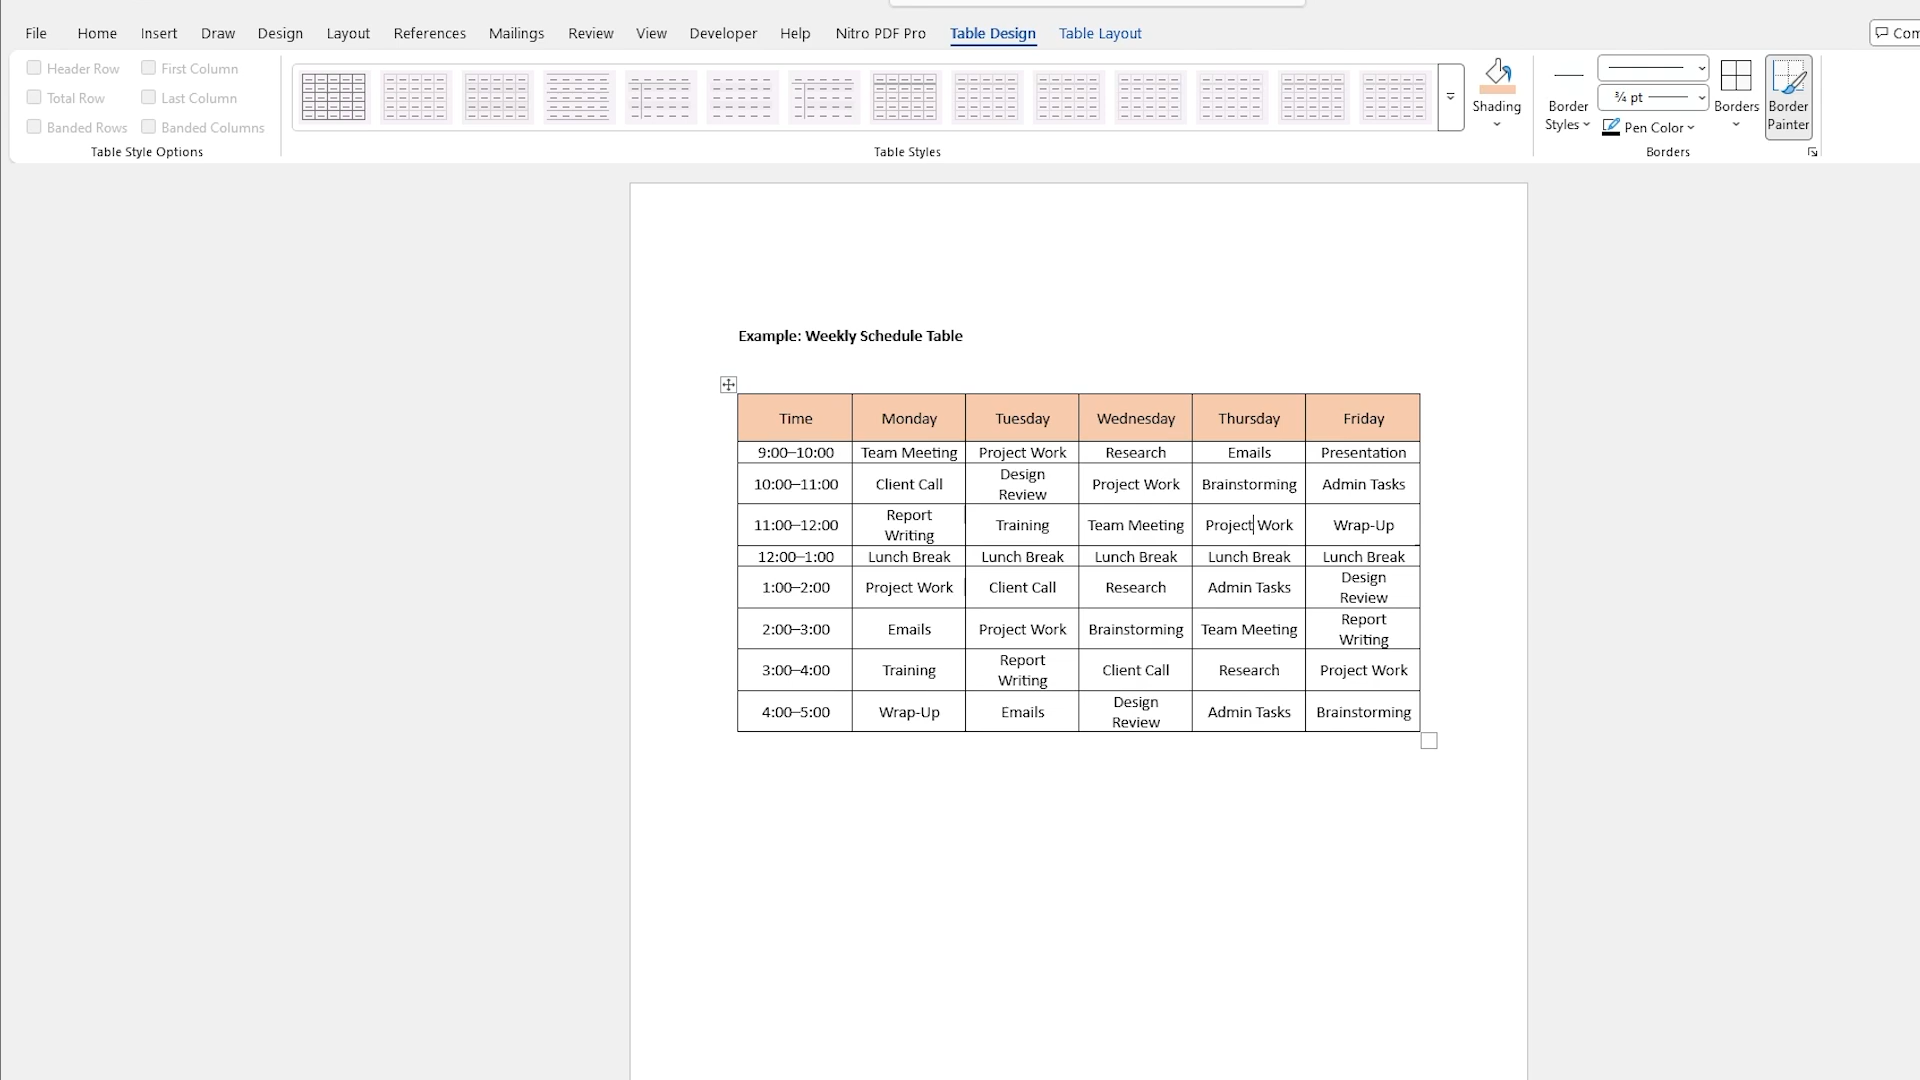 File Home Insert Draw Design Layout References Mailings Review View Developer Help Nitro PDF Pro Table Design Table Layout
Header Row First Column
Total Row Last Column
Banded Rows Banded Columns
Table Style Options
Table Styles
Shading
Border
Styles
¾ pt
Pen Color
Borders
Border
Painter
Borders
Example: Weekly Schedule Table
Time Monday Tuesday Wednesday Thursday Friday
9:00–10:00 Team Meeting Project Work Research Emails Presentation
10:00–11:00 Client Call Design Review Project Work Brainstorming Admin Tasks
11:00–12:00 Report Writing Training Team Meeting Project Work Wrap-Up
12:00–1:00 Lunch Break Lunch Break Lunch Break Lunch Break Lunch Break
1:00–2:00 Project Work Client Call Research Admin Tasks Design Review
2:00–3:00 Emails Project Work Brainstorming Team Meeting Report Writing
3:00–4:00 Training Report Writing Client Call Research Project Work
4:00–5:00 Wrap-Up Emails Design Review Admin Tasks Brainstorming